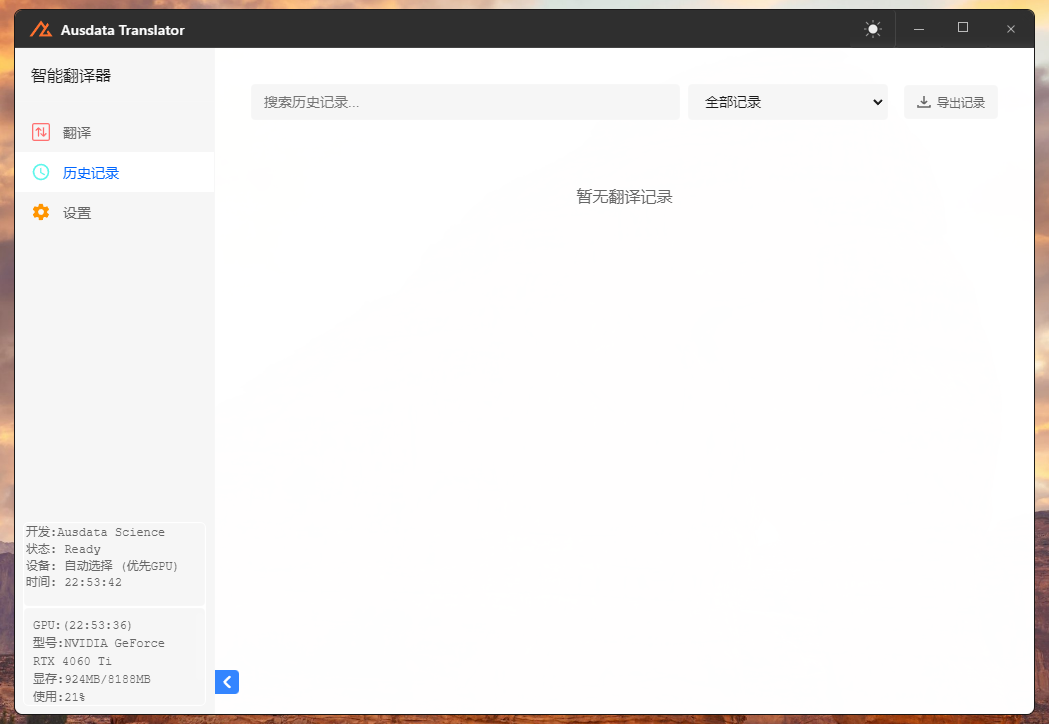 Ausdata Translator
智能翻译器
翻译
历史记录
设置
搜索历史记录...
全部记录
导出记录
暂无翻译记录
开发:Ausdata Science
状态: Ready
设备: 自动选择 (优先GPU)
时间: 22:53:42
GPU:(22:53:36)
型号:NVIDIA GeForce
RTX 4060 Ti
显存:924MB/8188MB
使用:21%